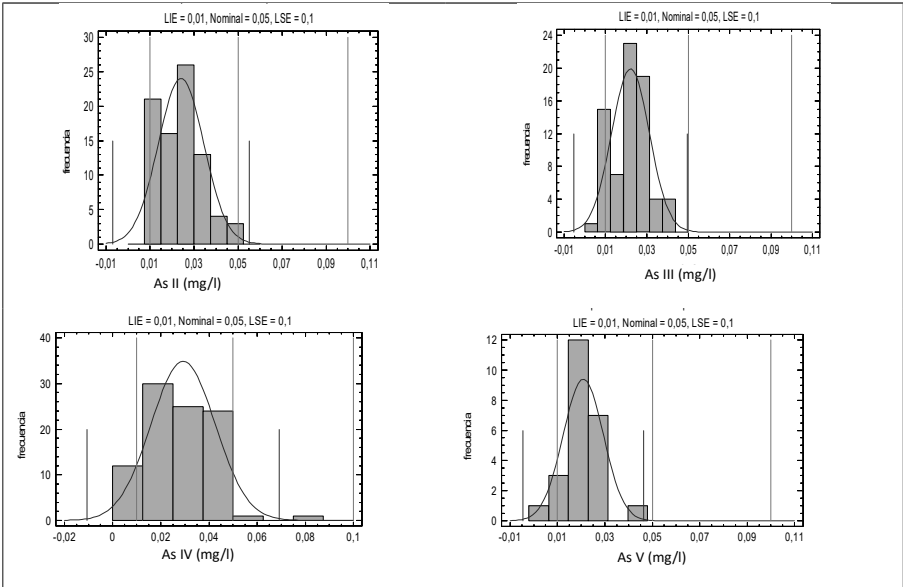 LIE = 0,01, Nominal = 0,05, LSE = 0,1
30
25
20
15
10
5
0
frecuencia
-0,01 0,01 0,03 0,05 0,07 0,09 0,11
As II (mg/l)
LIE = 0,01, Nominal = 0,05, LSE = 0,1
24
20
16
12
8
4
0
frecuencia
-0,01 0,01 0,03 0,05 0,07 0,09 0,11
As III (mg/l)
LIE = 0,01, Nominal = 0,05, LSE = 0,1
40
30
20
10
0
frecuencia
-0,02 0 0,02 0,04 0,06 0,08 0,1
As IV (mg/l)
LIE = 0,01, Nominal = 0,05, LSE = 0,1
12
10
8
6
4
2
0
frecuencia
-0,01 0,01 0,03 0,05 0,07 0,09 0,11
As V (mg/l)